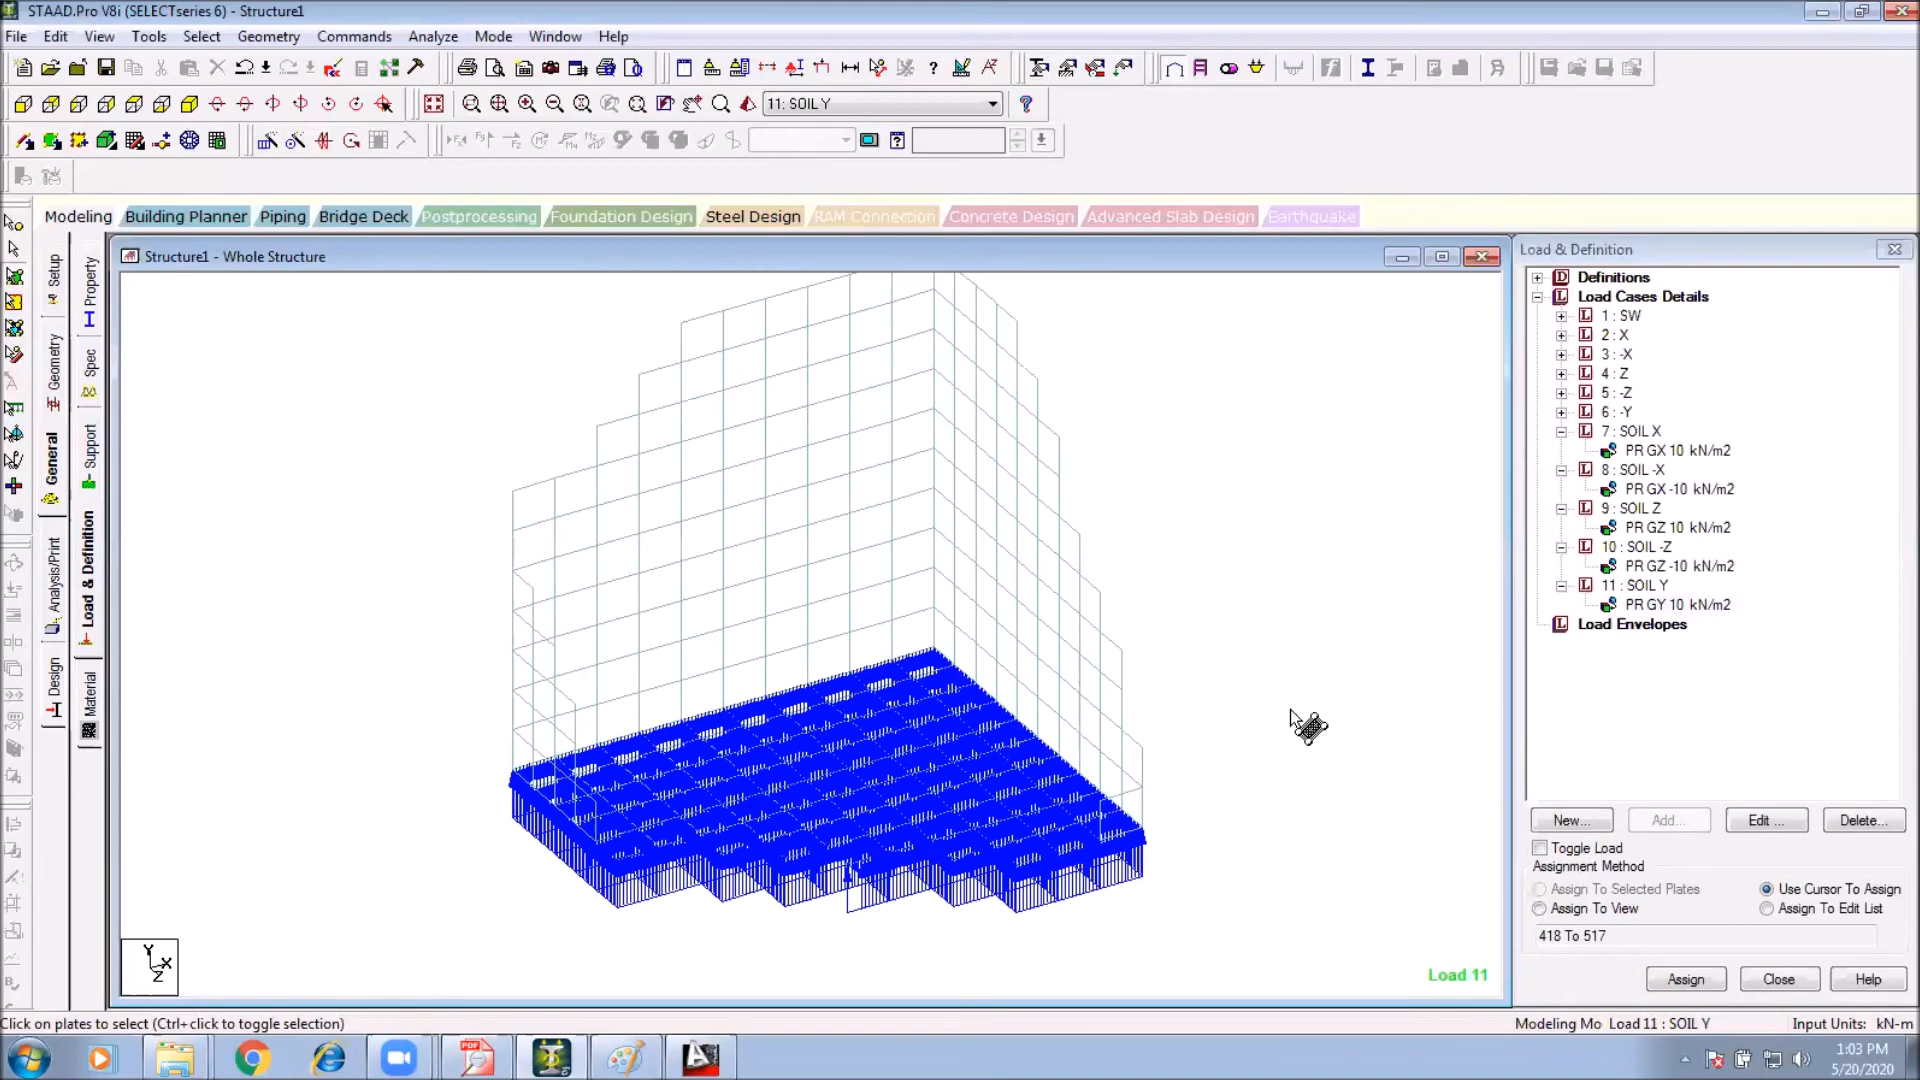 STAAD.Pro V8i (SELECTseries 6) - Structure1
File Edit View Tools Select Geometry Commands Analyze Mode Window Help
11: SOIL Y
Modeling Building Planner Piping Bridge Deck Postprocessing Foundation Design Steel Design RAM Connection Concrete Design Advanced Slab Design Earthquake
Setup
Geometry
General
Analysis/Print
Design
Property
Spec
Support
Load & Definition
Material
Structure1 - Whole Structure
Y
X
Z
Load 11
Load & Definition
Definitions
Load Cases Details
1 : SW
2 : X
3 : -X
4 : Z
5 : -Z
6 : -Y
7 : SOIL X
PR GX 10 kN/m2
8 : SOIL -X
PR GX -10 kN/m2
9 : SOIL Z
PR GZ 10 kN/m2
10 : SOIL -Z
PR GZ -10 kN/m2
11 : SOIL Y
PR GY 10 kN/m2
Load Envelopes
New... Add... Edit ... Delete...
Toggle Load
Assignment Method
Assign To Selected Plates Use Cursor To Assign
Assign To View Assign To Edit List
418 To 517
Assign Close Help
Click on plates to select (Ctrl+click to toggle selection) Modeling Mo Load 11 : SOIL Y Input Units: kN-m
1:03 PM
5/20/2020